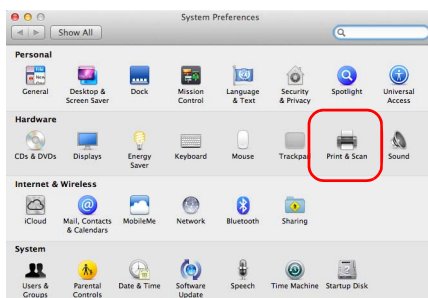 System Preferences
Show All
Personal
General Desktop & Screen Saver Dock Mission Control Language & Text Security & Privacy Spotlight Universal Access
Hardware
CDs & DVDs Displays Energy Saver Keyboard Mouse Trackpad Print & Scan Sound
Internet & Wireless
iCloud Mail, Contacts & Calendars MobileMe Network Bluetooth Sharing
System
Users & Groups Parental Controls Date & Time Software Update Speech Time Machine Startup Disk